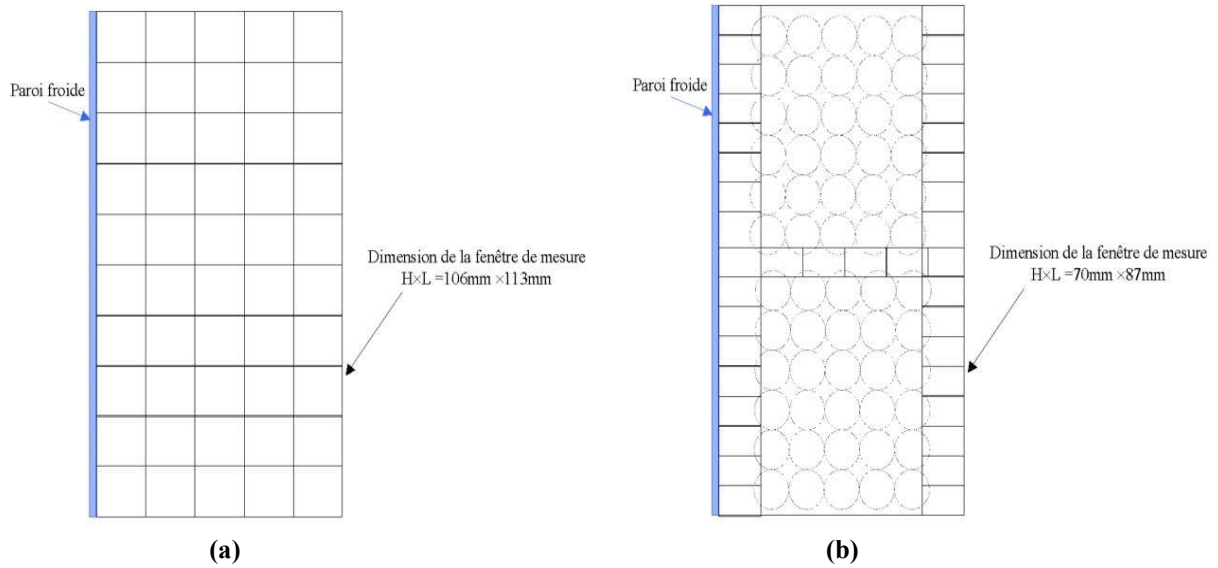 Paroi froide
Dimension de la fenêtre de mesure
H×L =106mm ×113mm
(a)
Paroi froide
Dimension de la fenêtre de mesure
H×L =70mm ×87mm
(b)